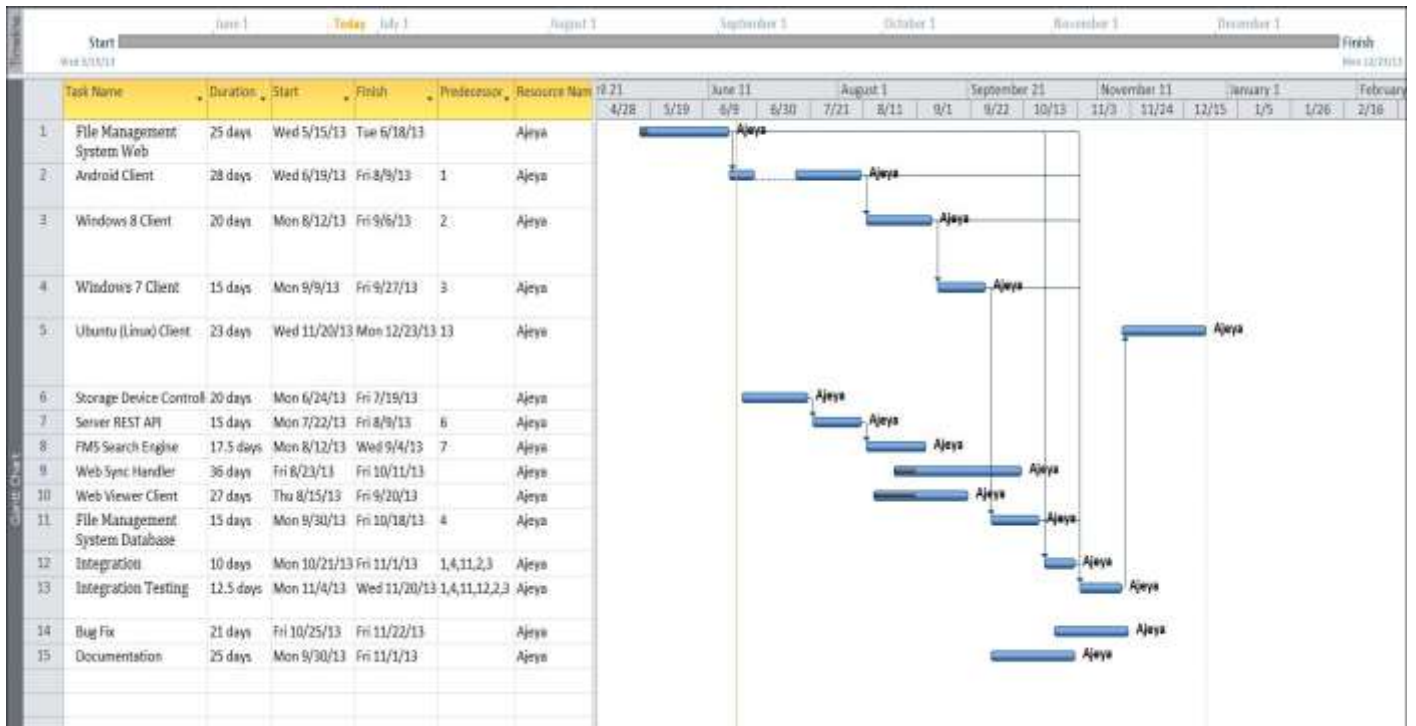 June 1 Today July 1 August 1 September 1 October 1 November 1 December 1
Start Finish
Wed 5/15/13 Mon 12/23/13
Timeline
Task Name Duration Start Finish Predecessor Resource Nam
June 11 August 1 September 21 November 11 January 1 February
4/28 5/19 6/9 6/30 7/21 8/11 9/1 9/22 10/13 11/3 11/24 12/15 1/5 1/26 2/16
1 File Management 25 days Wed 5/15/13 Tue 6/18/13 Ajeya Ajeya
System Web
2 Android Client 28 days Wed 6/19/13 Fri 8/9/13 1 Ajeya Ajeya
3 Windows 8 Client 20 days Mon 8/12/13 Fri 9/6/13 2 Ajeya Ajeya
4 Windows 7 Client 15 days Mon 9/9/13 Fri 9/27/13 3 Ajeya Ajeya
5 Ubuntu (Linux) Client 23 days Wed 11/20/13 Mon 12/23/13 13 Ajeya Ajeya
6 Storage Device Controll 20 days Mon 6/24/13 Fri 7/19/13 Ajeya Ajeya
7 Server REST API 15 days Mon 7/22/13 Fri 8/9/13 6 Ajeya Ajeya
8 FMS Search Engine 17.5 days Mon 8/12/13 Wed 9/4/13 7 Ajeya Ajeya
9 Web Sync Handler 36 days Fri 8/23/13 Fri 10/11/13 Ajeya Ajeya
10 Web Viewer Client 27 days Thu 8/15/13 Fri 9/20/13 Ajeya Ajeya
11 File Management 15 days Mon 9/30/13 Fri 10/18/13 4 Ajeya Ajeya
System Database
12 Integration 10 days Mon 10/21/13 Fri 11/1/13 1,4,11,2,3 Ajeya Ajeya
13 Integration Testing 12.5 days Mon 11/4/13 Wed 11/20/13 1,4,11,12,2,3 Ajeya Ajeya
14 Bug Fix 21 days Fri 10/25/13 Fri 11/22/13 Ajeya Ajeya
15 Documentation 25 days Mon 9/30/13 Fri 11/1/13 Ajeya Ajeya
Gantt Chart